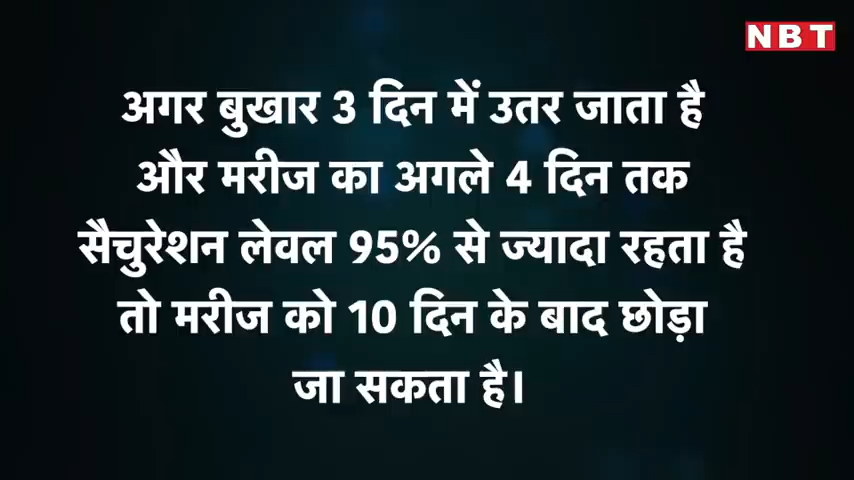 NBT
अगर बुखार 3 दिन में उतर जाता है
और मरीज का अगले 4 दिन तक
सैचुरेशन लेवल 95% से ज्यादा रहता है
तो मरीज को 10 दिन के बाद छोड़ा
जा सकता है।